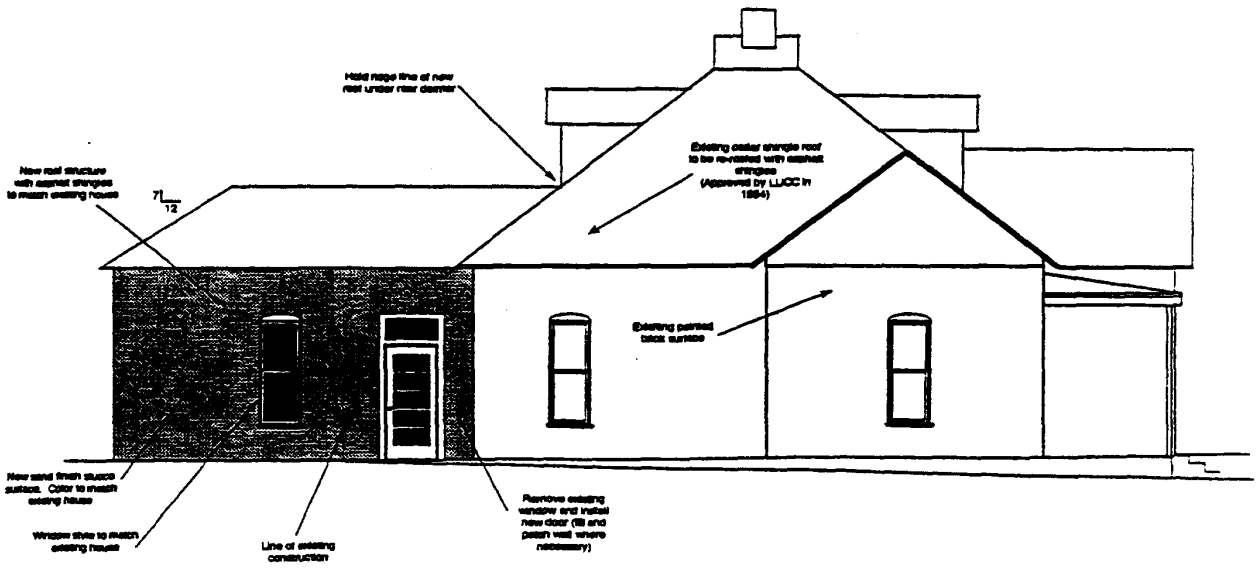 Hold ridge line of new
roof under rider dormer
Existing cedar shingle roof
to be re-roofed with asphalt
shingles
(Approved by LUCC in
1984)
New roof structure
with asphalt shingles
to match existing house
7
12
Existing painted
brick surface
New sand finish stucco
surface. Color to match
existing house
Window style to match
existing house
Line of existing
construction
Remove existing
window and install
new door (fill and
patch wall where
necessary)